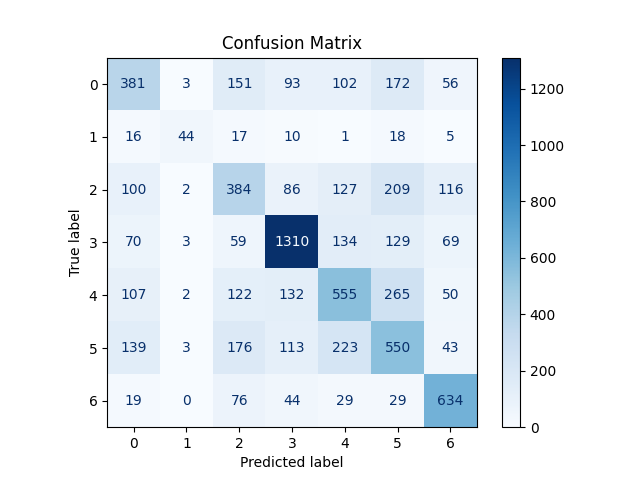 Confusion Matrix
True label
0 381 3 151 93 102 172 56
1 16 44 17 10 1 18 5
2 100 2 384 86 127 209 116
3 70 3 59 1310 134 129 69
4 107 2 122 132 555 265 50
5 139 3 176 113 223 550 43
6 19 0 76 44 29 29 634
0 1 2 3 4 5 6
Predicted label
1200
1000
800
600
400
200
0